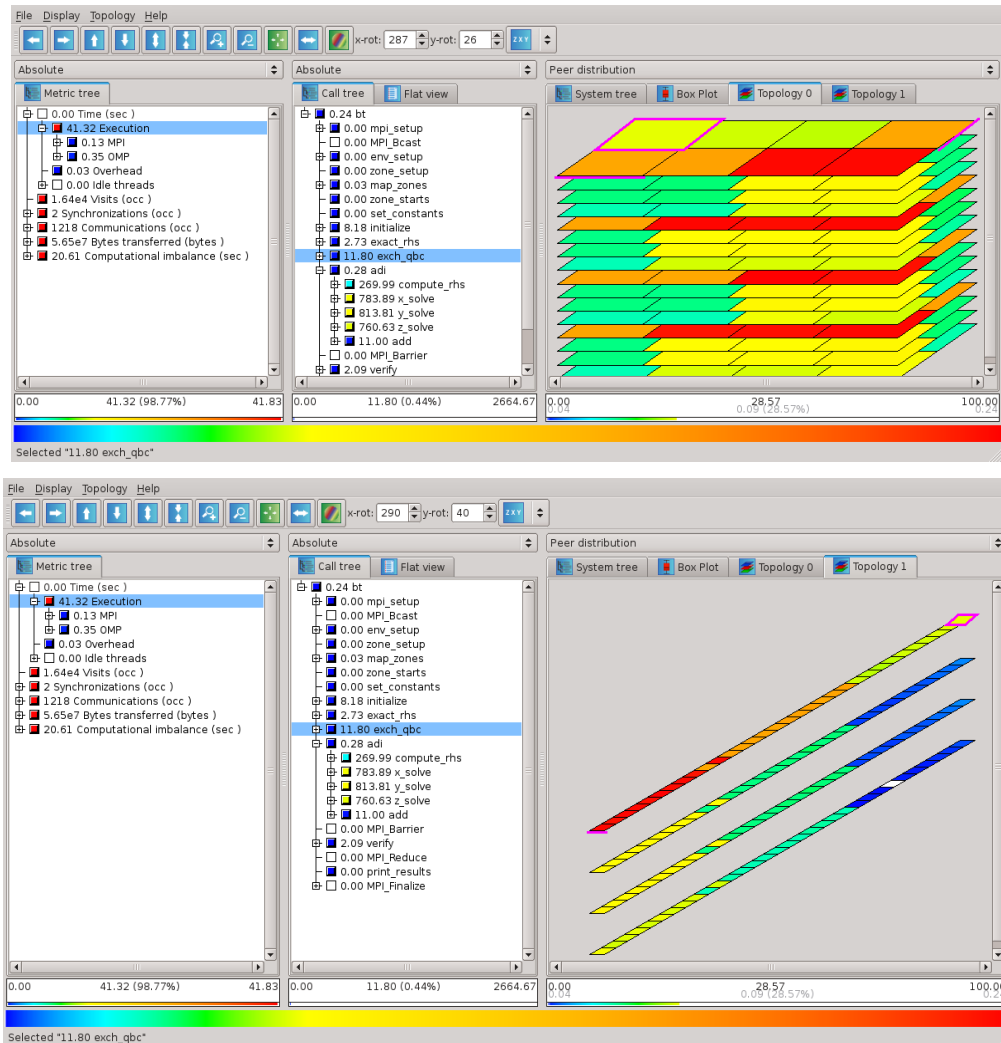 File Display Topology Help
x-rot: 287 y-rot: 26 ZXY
Absolute Absolute Peer distribution
Metric tree Call tree Flat view System tree Box Plot Topology 0 Topology 1
0.00 Time (sec )
41.32 Execution
0.13 MPI
0.35 OMP
0.03 Overhead
0.00 Idle threads
1.64e4 Visits (occ )
2 Synchronizations (occ )
1218 Communications (occ )
5.65e7 Bytes transferred (bytes )
20.61 Computational imbalance (sec )
0.24 bt
0.00 mpi_setup
0.00 MPI_Bcast
0.00 env_setup
0.00 zone_setup
0.03 map_zones
0.00 zone_starts
0.00 set_constants
8.18 initialize
2.73 exact_rhs
11.80 exch_qbc
0.28 adi
269.99 compute_rhs
783.89 x_solve
813.81 y_solve
760.63 z_solve
11.00 add
0.00 MPI_Barrier
2.09 verify
0.00 41.32 (98.77%) 41.83 0.00 11.80 (0.44%) 2664.67 0.00 28.57 100.00
0.04 0.09 (28.57%) 0.24
Selected "11.80 exch_qbc"
File Display Topology Help
x-rot: 290 y-rot: 40 ZXY
Absolute Absolute Peer distribution
Metric tree Call tree Flat view System tree Box Plot Topology 0 Topology 1
0.00 Time (sec )
41.32 Execution
0.13 MPI
0.35 OMP
0.03 Overhead
0.00 Idle threads
1.64e4 Visits (occ )
2 Synchronizations (occ )
1218 Communications (occ )
5.65e7 Bytes transferred (bytes )
20.61 Computational imbalance (sec )
0.24 bt
0.00 mpi_setup
0.00 MPI_Bcast
0.00 env_setup
0.00 zone_setup
0.03 map_zones
0.00 zone_starts
0.00 set_constants
8.18 initialize
2.73 exact_rhs
11.80 exch_qbc
0.28 adi
269.99 compute_rhs
783.89 x_solve
813.81 y_solve
760.63 z_solve
11.00 add
0.00 MPI_Barrier
2.09 verify
0.00 MPI_Reduce
0.00 print_results
0.00 MPI_Finalize
0.00 41.32 (98.77%) 41.83 0.00 11.80 (0.44%) 2664.67 0.00 28.57 100.00
0.04 0.09 (28.57%) 0.24
Selected "11.80 exch_qbc"